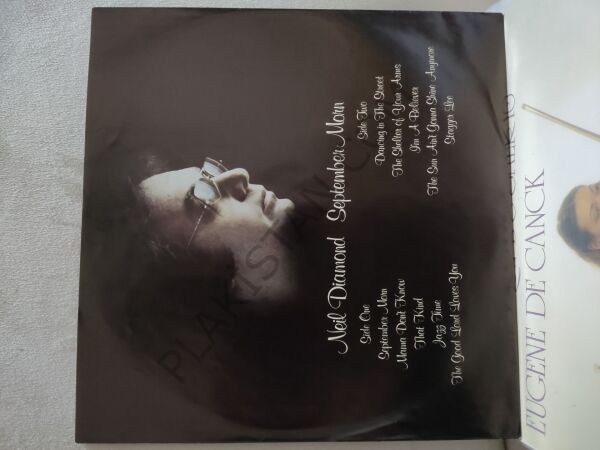 Neil Diamond September Morn
Side One
September Morn
Mama Don't Know
That Kind
Jazz Time
The Good Lord Loves You
Side Two
Dancing In The Street
The Shelter of Your Arms
I'm A Believer
The Sun Ain't Gonna Shine Anymore
Stagger Lee
EUGENE DE CANCK
PLAKISTAN